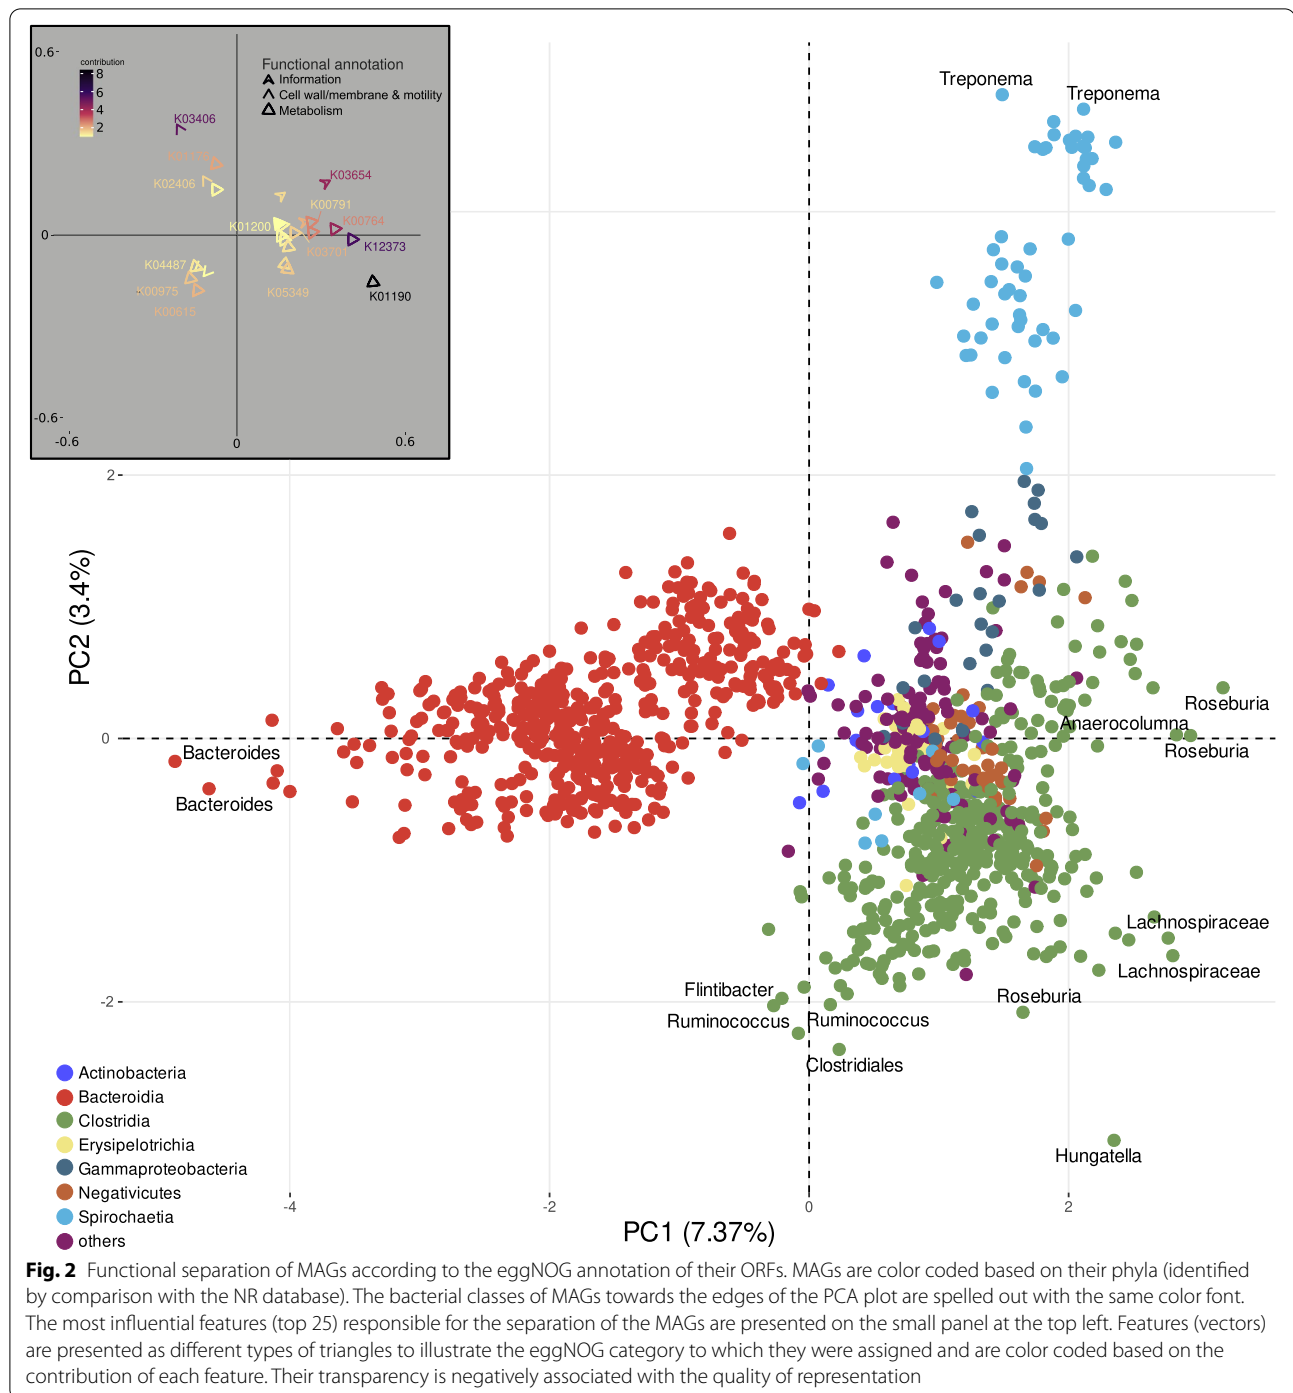 0.6
contribution
8
6
4
2
Functional annotation
Information
Cell wall/membrane & motility
Metabolism
K03406
K02406
K03654
K00791
K01200
K00764
K03701
K12373
K04487
K00975
K05349
K01190
K00615
0
-0.6
-0.6
0
0.6
Treponema
Treponema
2
0
-2
PC2 (3.4%)
Bacteroides
Bacteroides
Roseburia
Anaerocolumna
Roseburia
Lachnospiraceae
Lachnospiraceae
Flintibacter
Roseburia
Ruminococcus
Ruminococcus
Clostridiales
Hungatella
Actinobacteria
Bacteroidia
Clostridia
Erysipelotrichia
Gammaproteobacteria
Negativicutes
Spirochaetia
others
-4
-2
0
2
PC1 (7.37%)
Fig. 2 Functional separation of MAGs according to the eggNOG annotation of their ORFs. MAGs are color coded based on their phyla (identified
by comparison with the NR database). The bacterial classes of MAGs towards the edges of the PCA plot are spelled out with the same color font.
The most influential features (top 25) responsible for the separation of the MAGs are presented on the small panel at the top left. Features (vectors)
are presented as different types of triangles to illustrate the eggNOG category to which they were assigned and are color coded based on the
contribution of each feature. Their transparency is negatively associated with the quality of representation